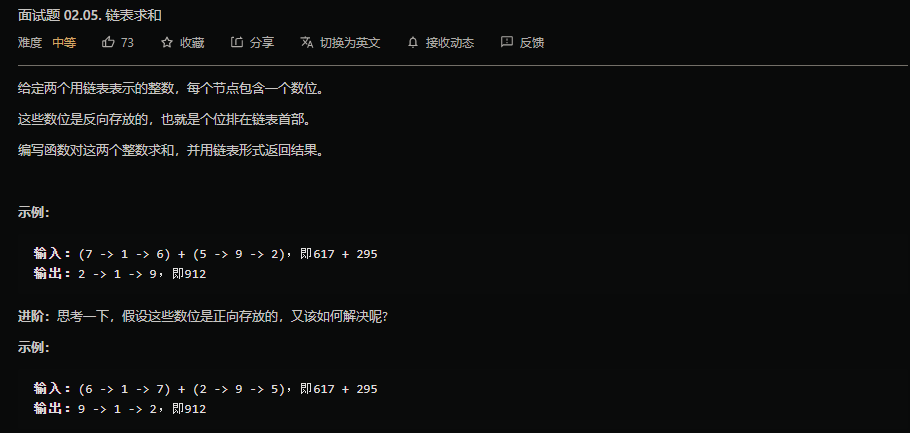 面试题 02.05. 链表求和
难度 中等 73 收藏 分享 切换为英文 接收动态 反馈
给定两个用链表表示的整数，每个节点包含一个数位。
这些数位是反向存放的，也就是个位排在链表首部。
编写函数对这两个整数求和，并用链表形式返回结果。
示例：
输入：(7 -> 1 -> 6) + (5 -> 9 -> 2)，即617 + 295
输出：2 -> 1 -> 9，即912
进阶：思考一下，假设这些数位是正向存放的，又该如何解决呢?
示例：
输入：(6 -> 1 -> 7) + (2 -> 9 -> 5)，即617 + 295
输出：9 -> 1 -> 2，即912